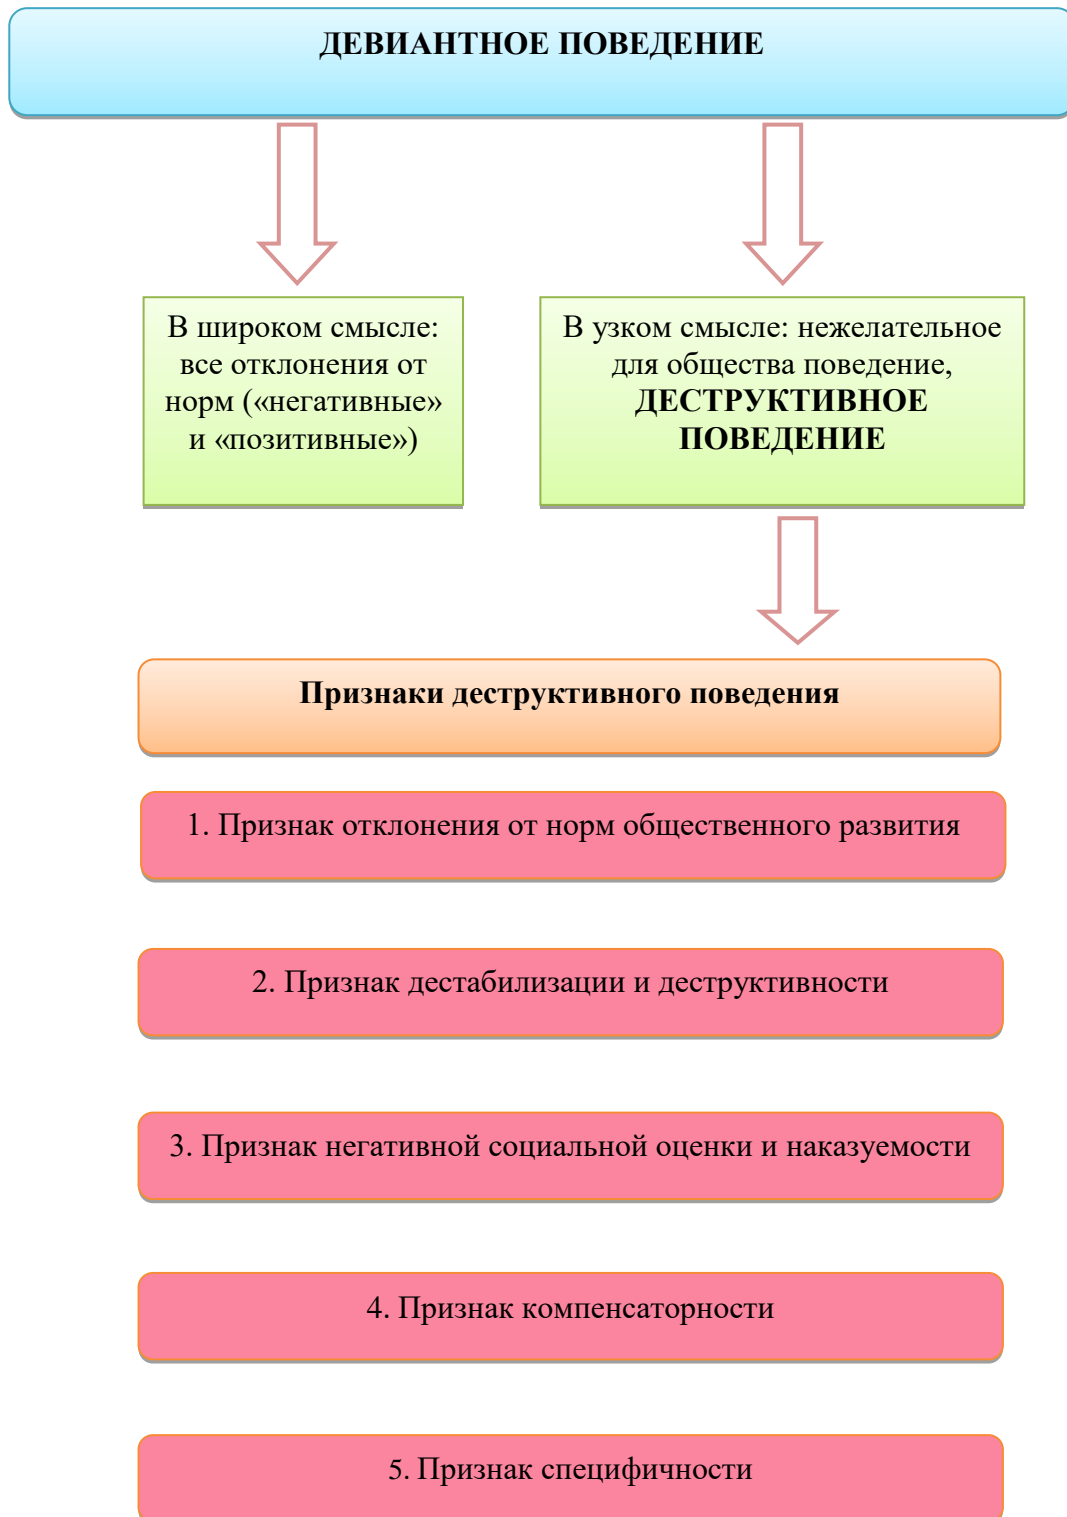 ДЕВИАНТНОЕ ПОВЕДЕНИЕ
В широком смысле:
все отклонения от
норм («негативные»
и «позитивные»)
В узком смысле: нежелательное
для общества поведение,
ДЕСТРУКТИВНОЕ
ПОВЕДЕНИЕ
Признаки деструктивного поведения
1. Признак отклонения от норм общественного развития
2. Признак дестабилизации и деструктивности
3. Признак негативной социальной оценки и наказуемости
4. Признак компенсаторности
5. Признак специфичности